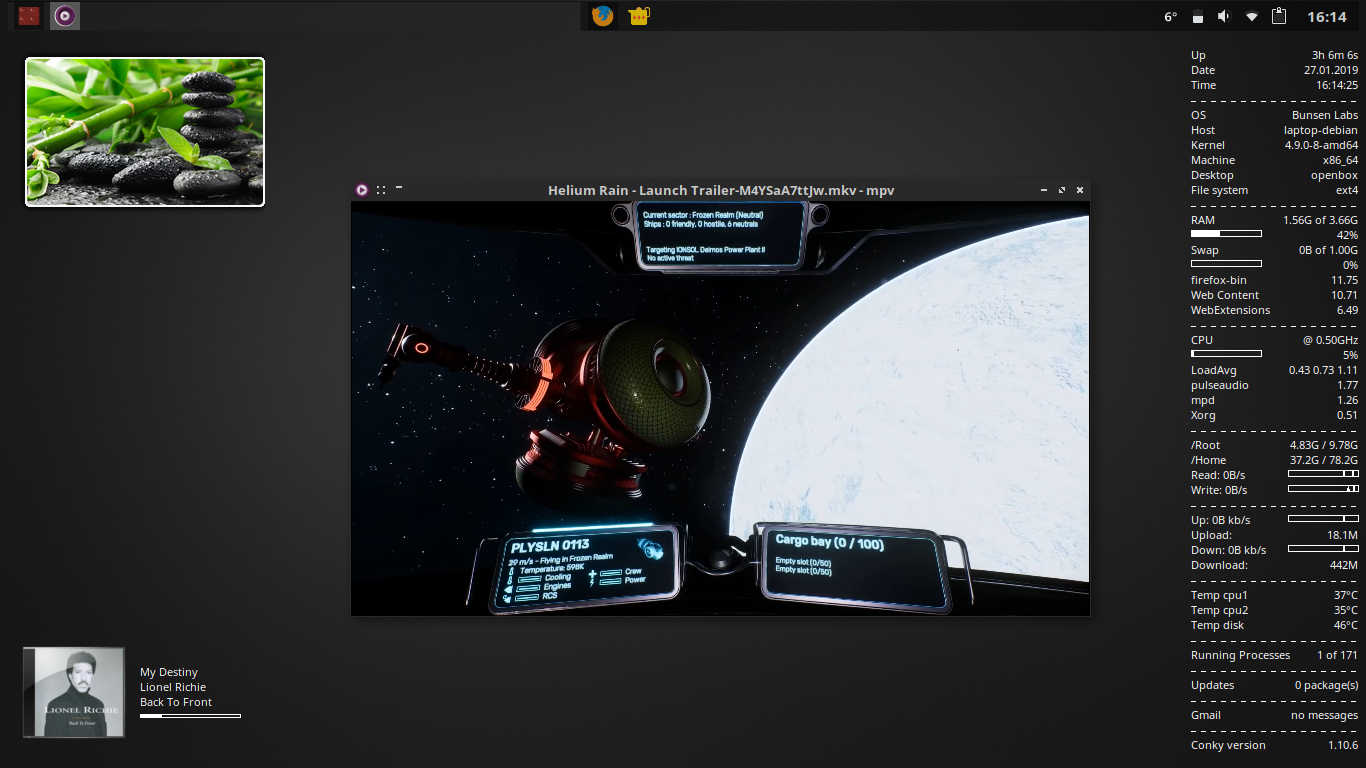 6° 16:14
Helium Rain - Launch Trailer-M4YSaA7ttJw.mkv - mpv
Current sector : Frozen Realm (Neutral)
Ships : 0 friendly, 0 hostile, 6 neutrals
Targeting IONSOL Deimos Power Plant II
No active threat
PLYSLN 0113
29 m/s - Flying in Frozen Realm
Temperature: 598K
Cooling Crew
Engines Power
RCS
Cargo bay (0 / 100)
Empty slot (0/50)
Empty slot (0/50)
LIONEL RICHIE
Back To Front
My Destiny
Lionel Richie
Back To Front
Up 3h 6m 6s
Date 27.01.2019
Time 16:14:25
OS Bunsen Labs
Host laptop-debian
Kernel 4.9.0-8-amd64
Machine x86_64
Desktop openbox
File system ext4
RAM 1.56G of 3.66G
42%
Swap 0B of 1.00G
0%
firefox-bin 11.75
Web Content 10.71
WebExtensions 6.49
CPU @ 0.50GHz
5%
LoadAvg 0.43 0.73 1.11
pulseaudio 1.77
mpd 1.26
Xorg 0.51
/Root 4.83G / 9.78G
/Home 37.2G / 78.2G
Read: 0B/s
Write: 0B/s
Up: 0B kb/s
Upload: 18.1M
Down: 0B kb/s
Download: 442M
Temp cpu1 37°C
Temp cpu2 35°C
Temp disk 46°C
Running Processes 1 of 171
Updates 0 package(s)
Gmail no messages
Conky version 1.10.6